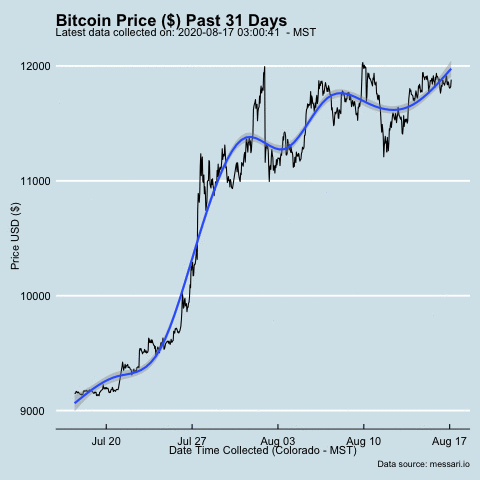 Bitcoin Price ($) Past 31 Days
Latest data collected on: 2020-08-17 03:00:41  - MST
12000
11000
10000
9000
Price USD ($)
Jul 20
Jul 27
Aug 03
Aug 10
Aug 17
Date Time Collected (Colorado - MST)
Data source: messari.io